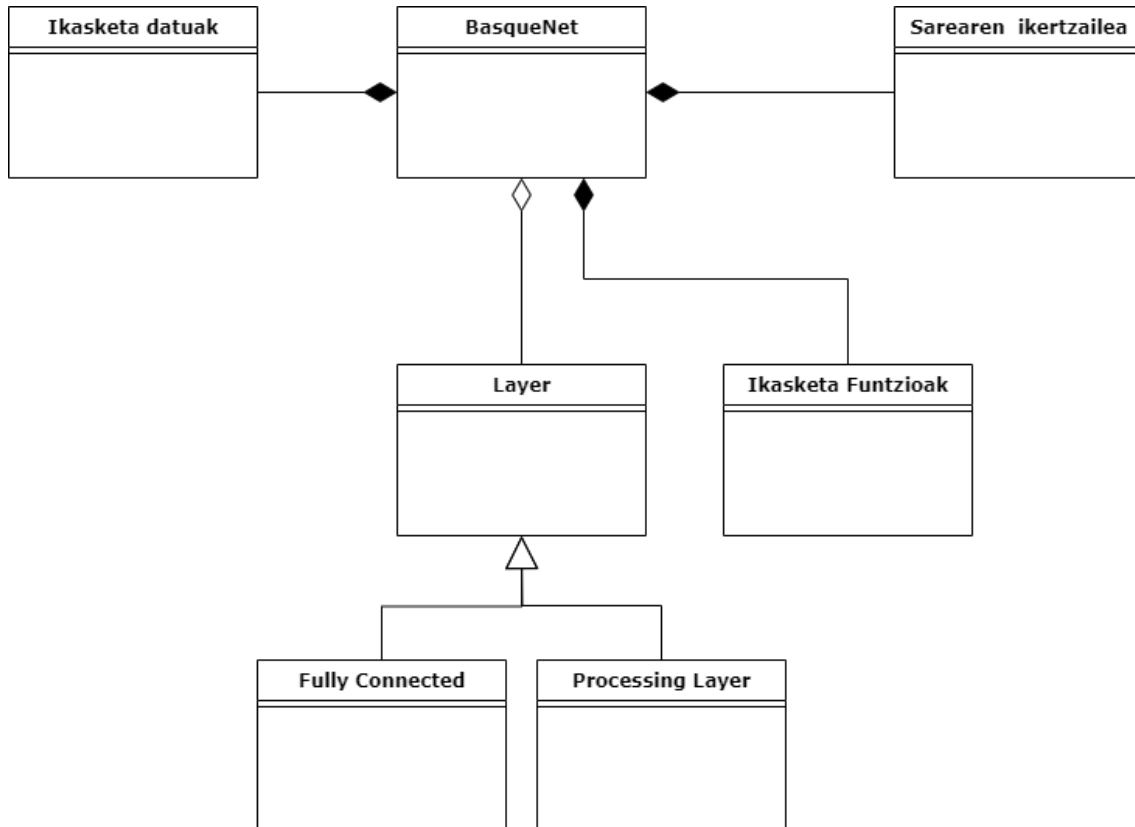 Ikasketa datuak
BasqueNet
Sarearen ikertzailea
Layer
Ikasketa Funtzioak
Fully Connected
Processing Layer